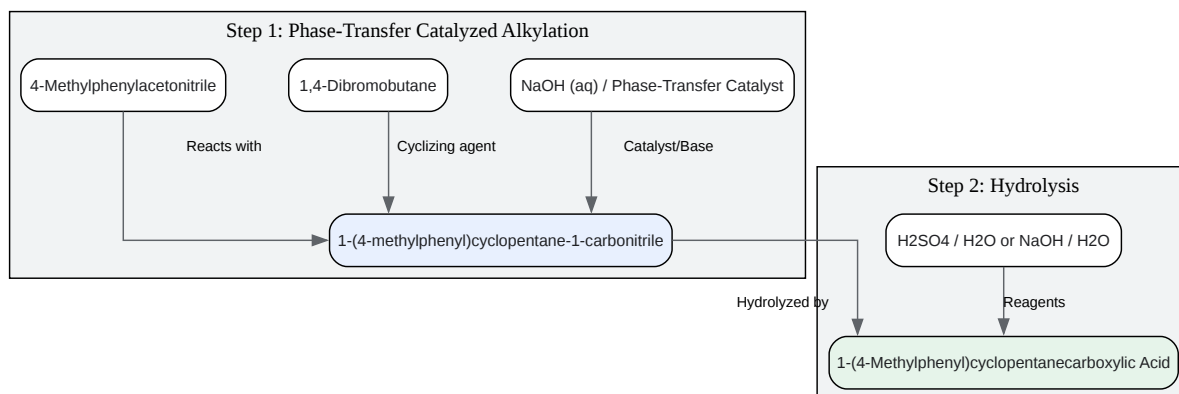 Step 1: Phase-Transfer Catalyzed Alkylation
4-Methylphenylacetonitrile
1,4-Dibromobutane
NaOH (aq) / Phase-Transfer Catalyst
Reacts with
Cyclizing agent
Catalyst/Base
1-(4-methylphenyl)cyclopentane-1-carbonitrile
Step 2: Hydrolysis
H2SO4 / H2O or NaOH / H2O
Hydrolyzed by
Reagents
1-(4-Methylphenyl)cyclopentanecarboxylic Acid